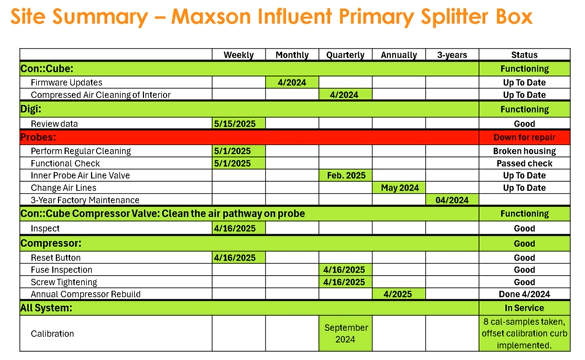 Site Summary – Maxson Influent Primary Splitter Box
Weekly Monthly Quarterly Annually 3-years Status
Con::Cube: Functioning
Firmware Updates 4/2024 Up To Date
Compressed Air Cleaning of Interior 4/2024 Up To Date
Digi: Functioning
Review data 5/15/2025 Good
Probes: Down for repair
Perform Regular Cleaning 5/1/2025 Broken housing
Functional Check 5/1/2025 Passed check
Inner Probe Air Line Valve Feb. 2025 Up To Date
Change Air Lines May 2024 Up To Date
3-Year Factory Maintenance 04/2024
Con::Cube Compressor Valve: Clean the air pathway on probe Functioning
Inspect 4/16/2025 Good
Compressor: Good
Reset Button 4/16/2025 Good
Fuse Inspection 4/16/2025 Good
Screw Tightening 4/16/2025 Good
Annual Compressor Rebuild 4/2025 Done 4/2024
All System: In Service
Calibration September 2024 8 cal-samples taken, offset calibration curb implemented.